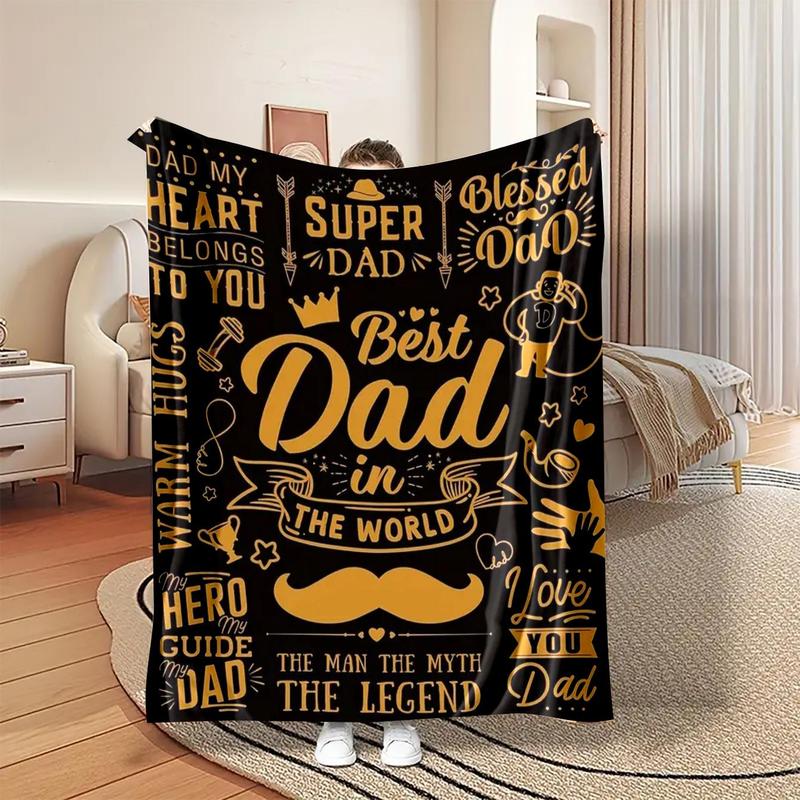 DAD MY
HEART
BELONGS
TO YOU
SUPER
DAD
Blessed
DaD
D
WARM HUGS
Best
Dad
in
THE WORLD
dad
My
HERO
My
GUIDE
My
DAD
THE MAN THE MYTH
THE LEGEND
I Love
YOU
Dad